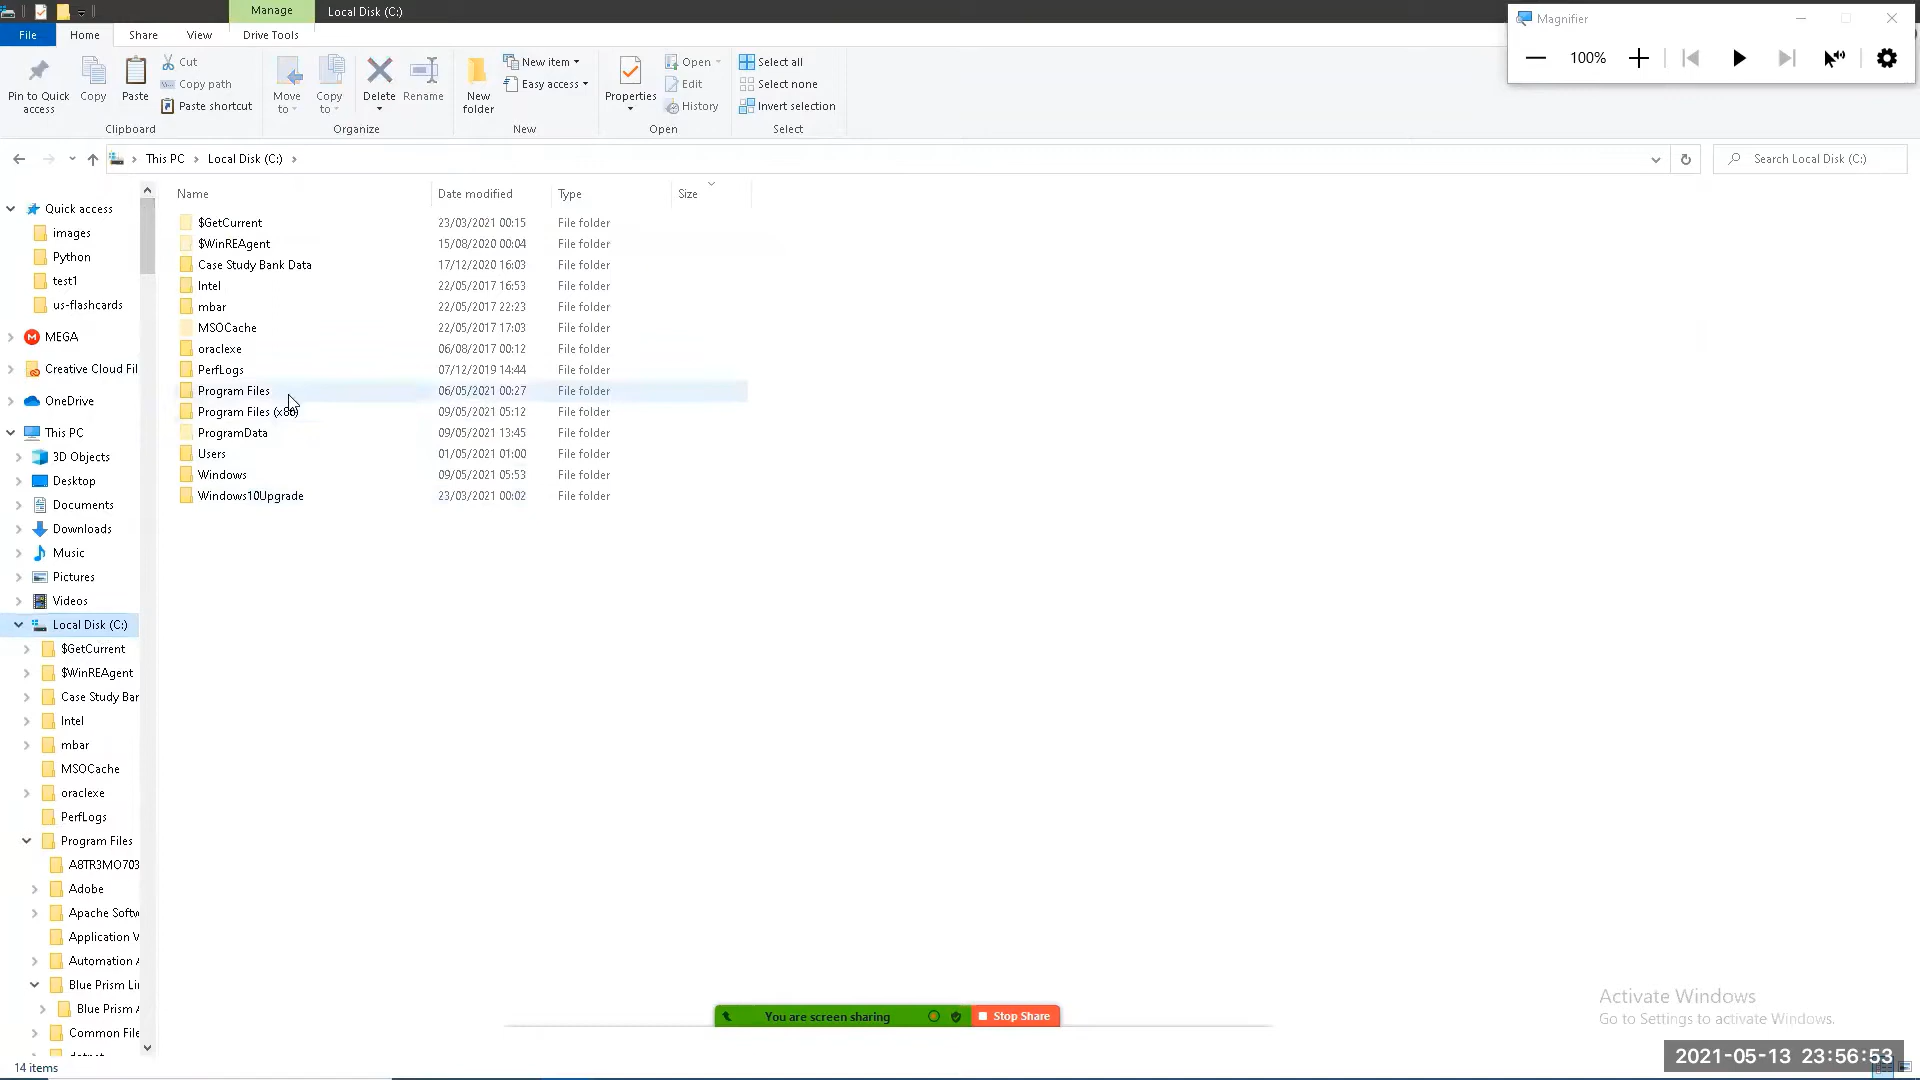 Manage
Local Disk (C:)
File
Home
Share
View
Drive Tools
Pin to Quick
access
Copy
Paste
Cut
Copy path
Paste shortcut
Clipboard
Move
to
Copy
to
Delete
Rename
Organize
New
folder
New item
Easy access
New
Properties
Open
Edit
History
Open
Select all
Select none
Invert selection
Select
Magnifier
100%
This PC
Local Disk (C:)
Search Local Disk (C:)
Name
Date modified
Type
Size
$GetCurrent 23/03/2021 00:15 File folder
$WinREAgent 15/08/2020 00:04 File folder
Case Study Bank Data 17/12/2020 16:03 File folder
Intel 22/05/2017 16:53 File folder
mbar 22/05/2017 22:23 File folder
MSOCache 22/05/2017 17:03 File folder
oraclexe 06/08/2017 00:12 File folder
PerfLogs 07/12/2019 14:44 File folder
Program Files 06/05/2021 00:27 File folder
Program Files (x86) 09/05/2021 05:12 File folder
ProgramData 09/05/2021 13:45 File folder
Users 01/05/2021 01:00 File folder
Windows 09/05/2021 05:53 File folder
Windows10Upgrade 23/03/2021 00:02 File folder
Quick access
images
Python
test1
us-flashcards
MEGA
Creative Cloud Fil
OneDrive
This PC
3D Objects
Desktop
Documents
Downloads
Music
Pictures
Videos
Local Disk (C:)
$GetCurrent
$WinREAgent
Case Study Bar
Intel
mbar
MSOCache
oraclexe
PerfLogs
Program Files
A8TR3MO703
Adobe
Apache Softw
Application V
Automation A
Blue Prism Li
Blue Prism A
Common File
14 items
You are screen sharing
Stop Share
Activate Windows
Go to Settings to activate Windows.
2021-05-13 23:56:53